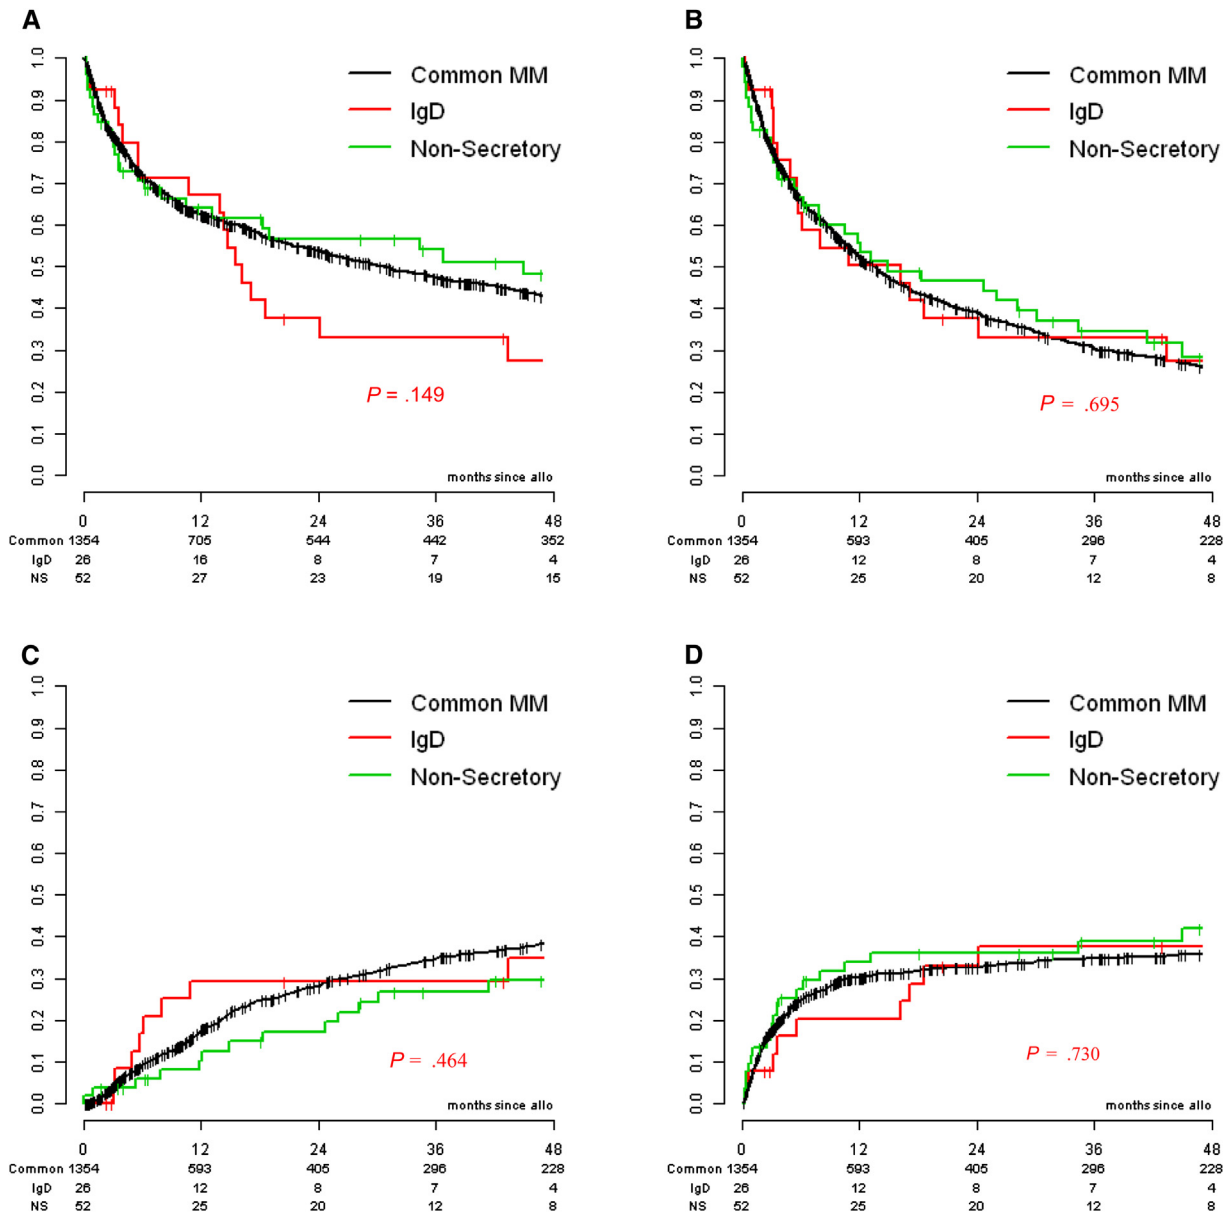 A
1.0
0.9
0.8
0.7
0.6
0.5
0.4
0.3
0.2
0.1
0.0
Common MM
IgD
Non-Secretory
P = .149
months since allo
0 12 24 36 48
Common 1354 705 544 442 352
IgD 26 16 8 7 4
NS 52 27 23 19 15
B
1.0
0.9
0.8
0.7
0.6
0.5
0.4
0.3
0.2
0.1
0.0
Common MM
IgD
Non-Secretory
P = .695
months since allo
0 12 24 36 48
Common 1354 593 405 296 228
IgD 26 12 8 7 4
NS 52 25 20 12 8
C
1.0
0.9
0.8
0.7
0.6
0.5
0.4
0.3
0.2
0.1
0.0
Common MM
IgD
Non-Secretory
P = .464
months since allo
0 12 24 36 48
Common 1354 593 405 296 228
IgD 26 12 8 7 4
NS 52 25 20 12 8
D
1.0
0.9
0.8
0.7
0.6
0.5
0.4
0.3
0.2
0.1
0.0
Common MM
IgD
Non-Secretory
P = .730
months since allo
0 12 24 36 48
Common 1354 593 405 296 228
IgD 26 12 8 7 4
NS 52 25 20 12 8